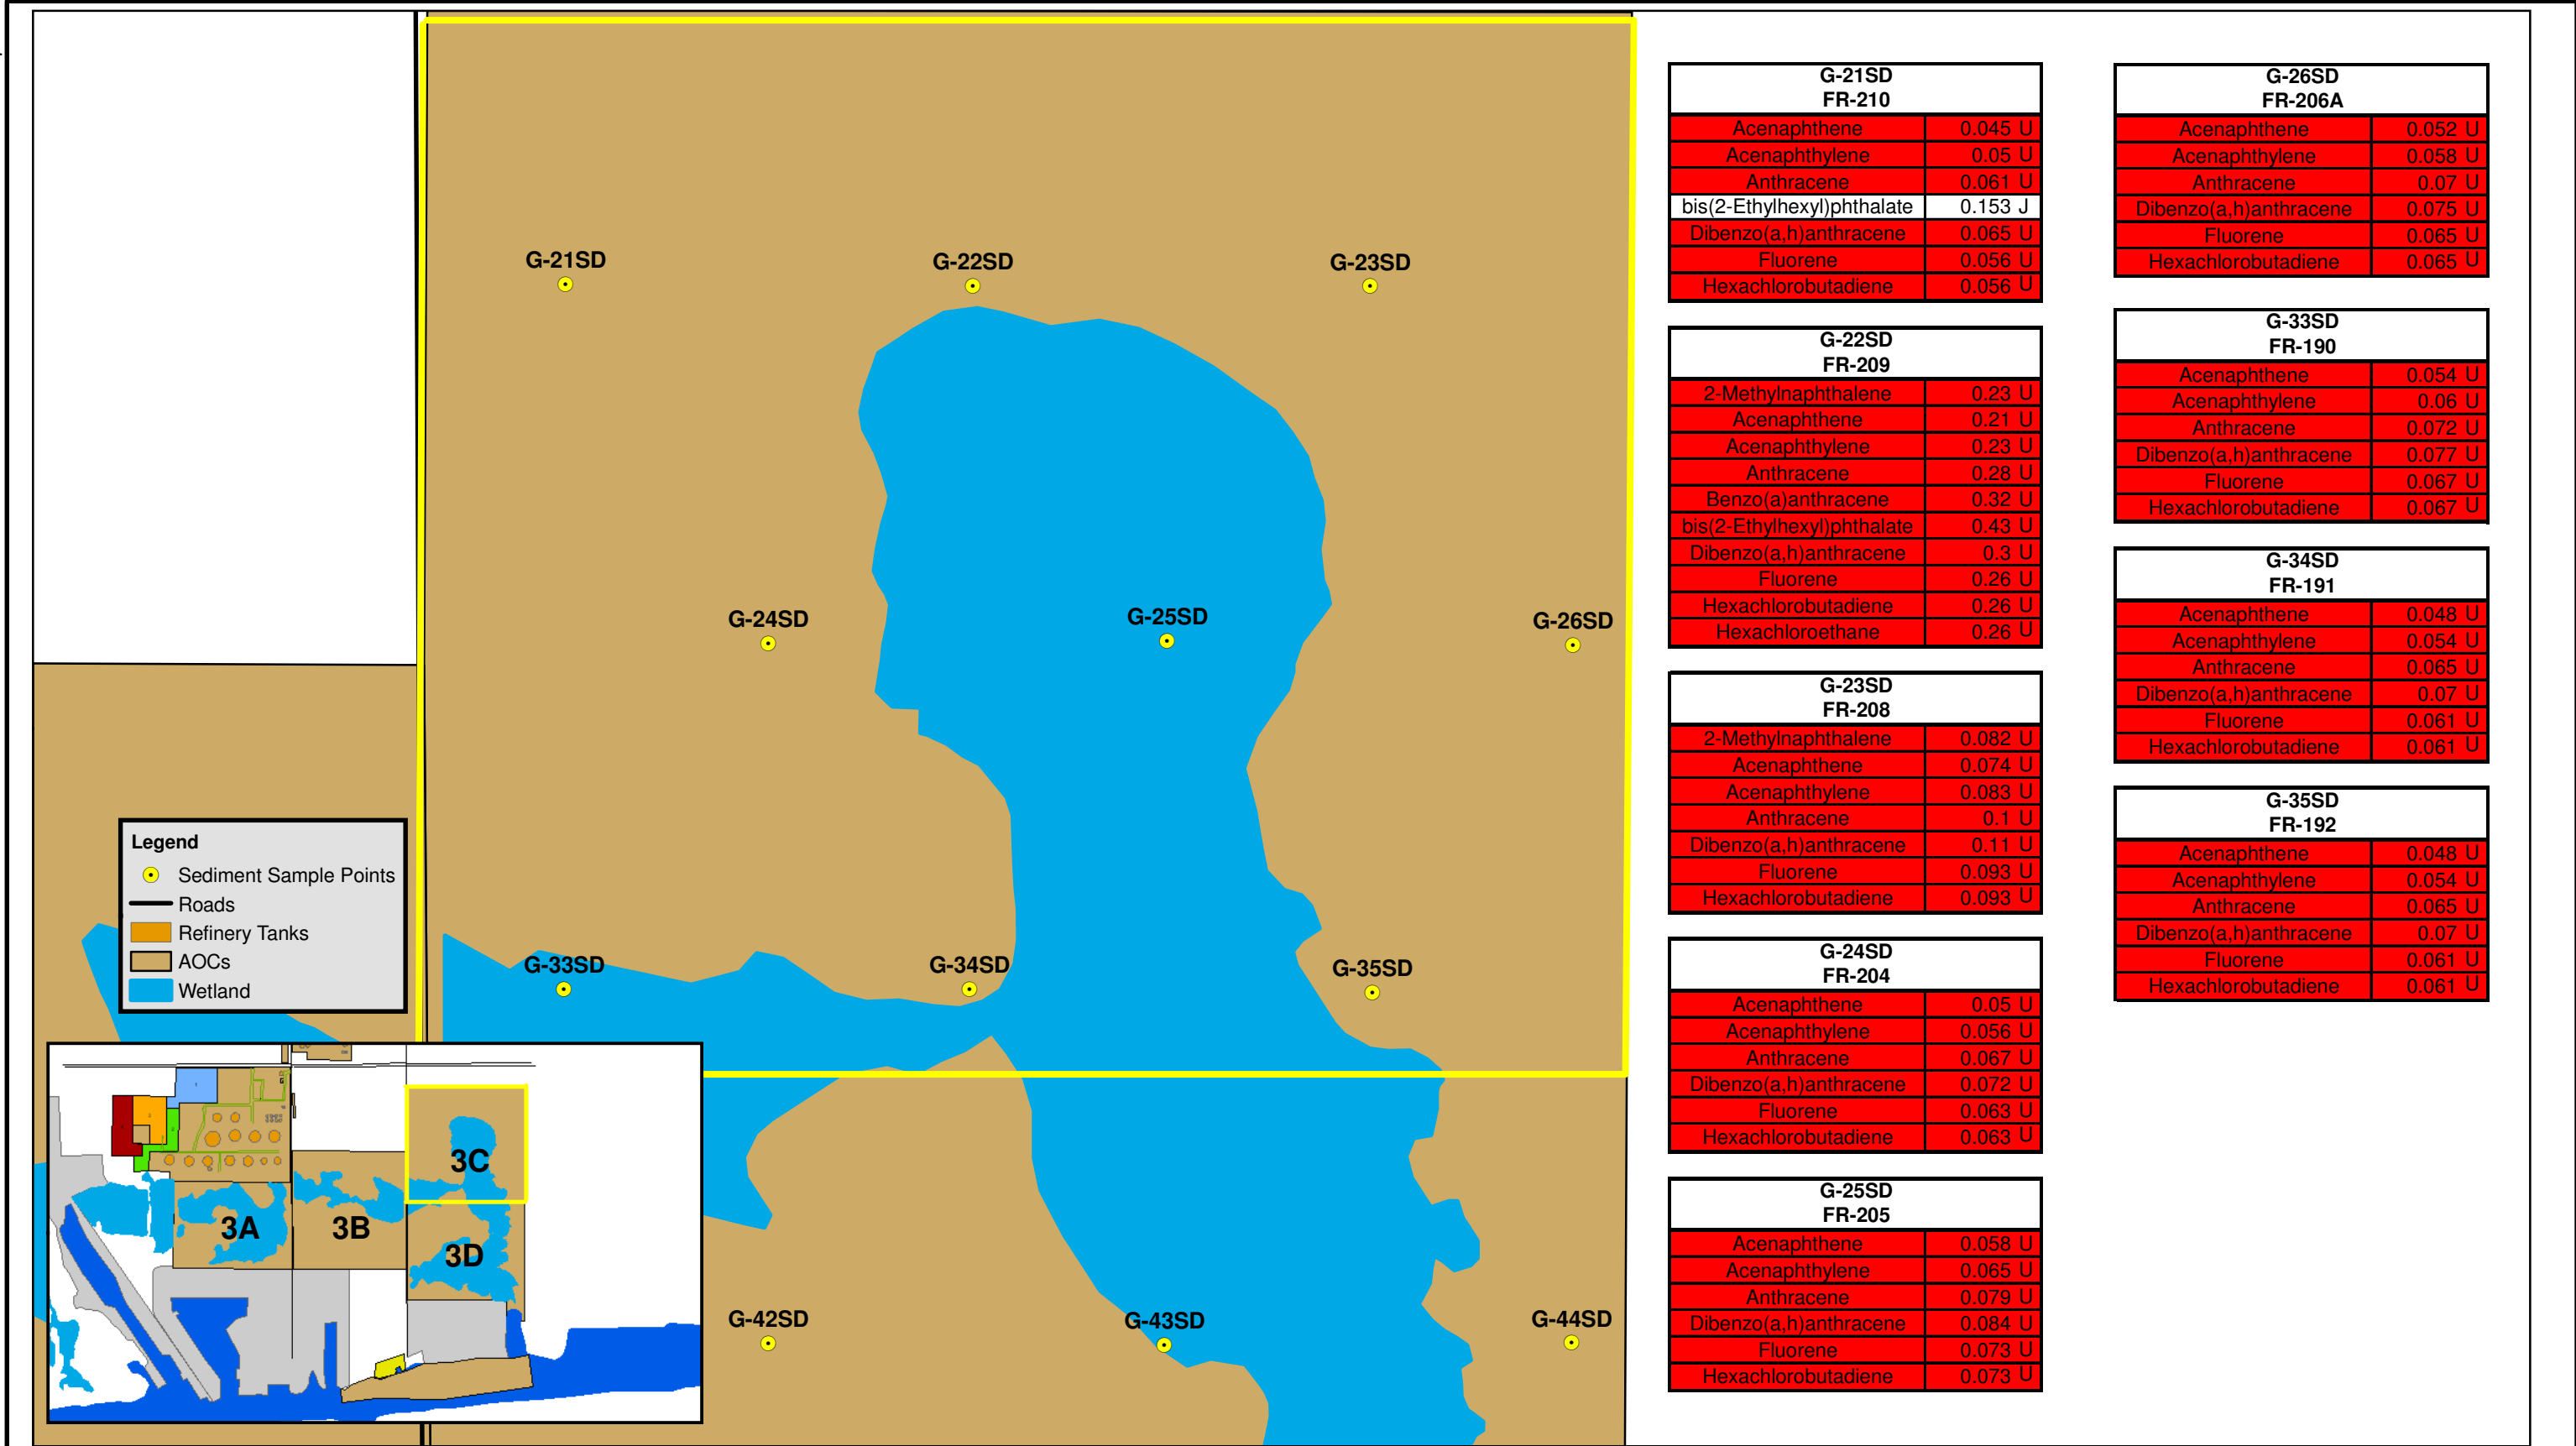 G-21SD
G-22SD
G-23SD
G-24SD
G-25SD
G-26SD
G-33SD
G-34SD
G-35SD
G-42SD
G-43SD
G-44SD
Legend
Sediment Sample Points
Roads
Refinery Tanks
AOCs
Wetland
3A
3B
3C
3D
G-21SD
FR-210
Acenaphthene 0.045 U
Acenaphthylene 0.05 U
Anthracene 0.061 U
bis(2-Ethylhexyl)phthalate 0.153 J
Dibenzo(a,h)anthracene 0.065 U
Fluorene 0.056 U
Hexachlorobutadiene 0.056 U
G-22SD
FR-209
2-Methylnaphthalene 0.23 U
Acenaphthene 0.21 U
Acenaphthylene 0.23 U
Anthracene 0.28 U
Benzo(a)anthracene 0.32 U
bis(2-Ethylhexyl)phthalate 0.43 U
Dibenzo(a,h)anthracene 0.3 U
Fluorene 0.26 U
Hexachlorobutadiene 0.26 U
Hexachloroethane 0.26 U
G-23SD
FR-208
2-Methylnaphthalene 0.082 U
Acenaphthene 0.074 U
Acenaphthylene 0.083 U
Anthracene 0.1 U
Dibenzo(a,h)anthracene 0.11 U
Fluorene 0.093 U
Hexachlorobutadiene 0.093 U
G-24SD
FR-204
Acenaphthene 0.05 U
Acenaphthylene 0.056 U
Anthracene 0.067 U
Dibenzo(a,h)anthracene 0.072 U
Fluorene 0.063 U
Hexachlorobutadiene 0.063 U
G-25SD
FR-205
Acenaphthene 0.058 U
Acenaphthylene 0.065 U
Anthracene 0.079 U
Dibenzo(a,h)anthracene 0.084 U
Fluorene 0.073 U
Hexachlorobutadiene 0.073 U
G-26SD
FR-206A
Acenaphthene 0.052 U
Acenaphthylene 0.058 U
Anthracene 0.07 U
Dibenzo(a,h)anthracene 0.075 U
Fluorene 0.065 U
Hexachlorobutadiene 0.065 U
G-33SD
FR-190
Acenaphthene 0.054 U
Acenaphthylene 0.06 U
Anthracene 0.072 U
Dibenzo(a,h)anthracene 0.077 U
Fluorene 0.067 U
Hexachlorobutadiene 0.067 U
G-34SD
FR-191
Acenaphthene 0.048 U
Acenaphthylene 0.054 U
Anthracene 0.065 U
Dibenzo(a,h)anthracene 0.07 U
Fluorene 0.061 U
Hexachlorobutadiene 0.061 U
G-35SD
FR-192
Acenaphthene 0.048 U
Acenaphthylene 0.054 U
Anthracene 0.065 U
Dibenzo(a,h)anthracene 0.07 U
Fluorene 0.061 U
Hexachlorobutadiene 0.061 U